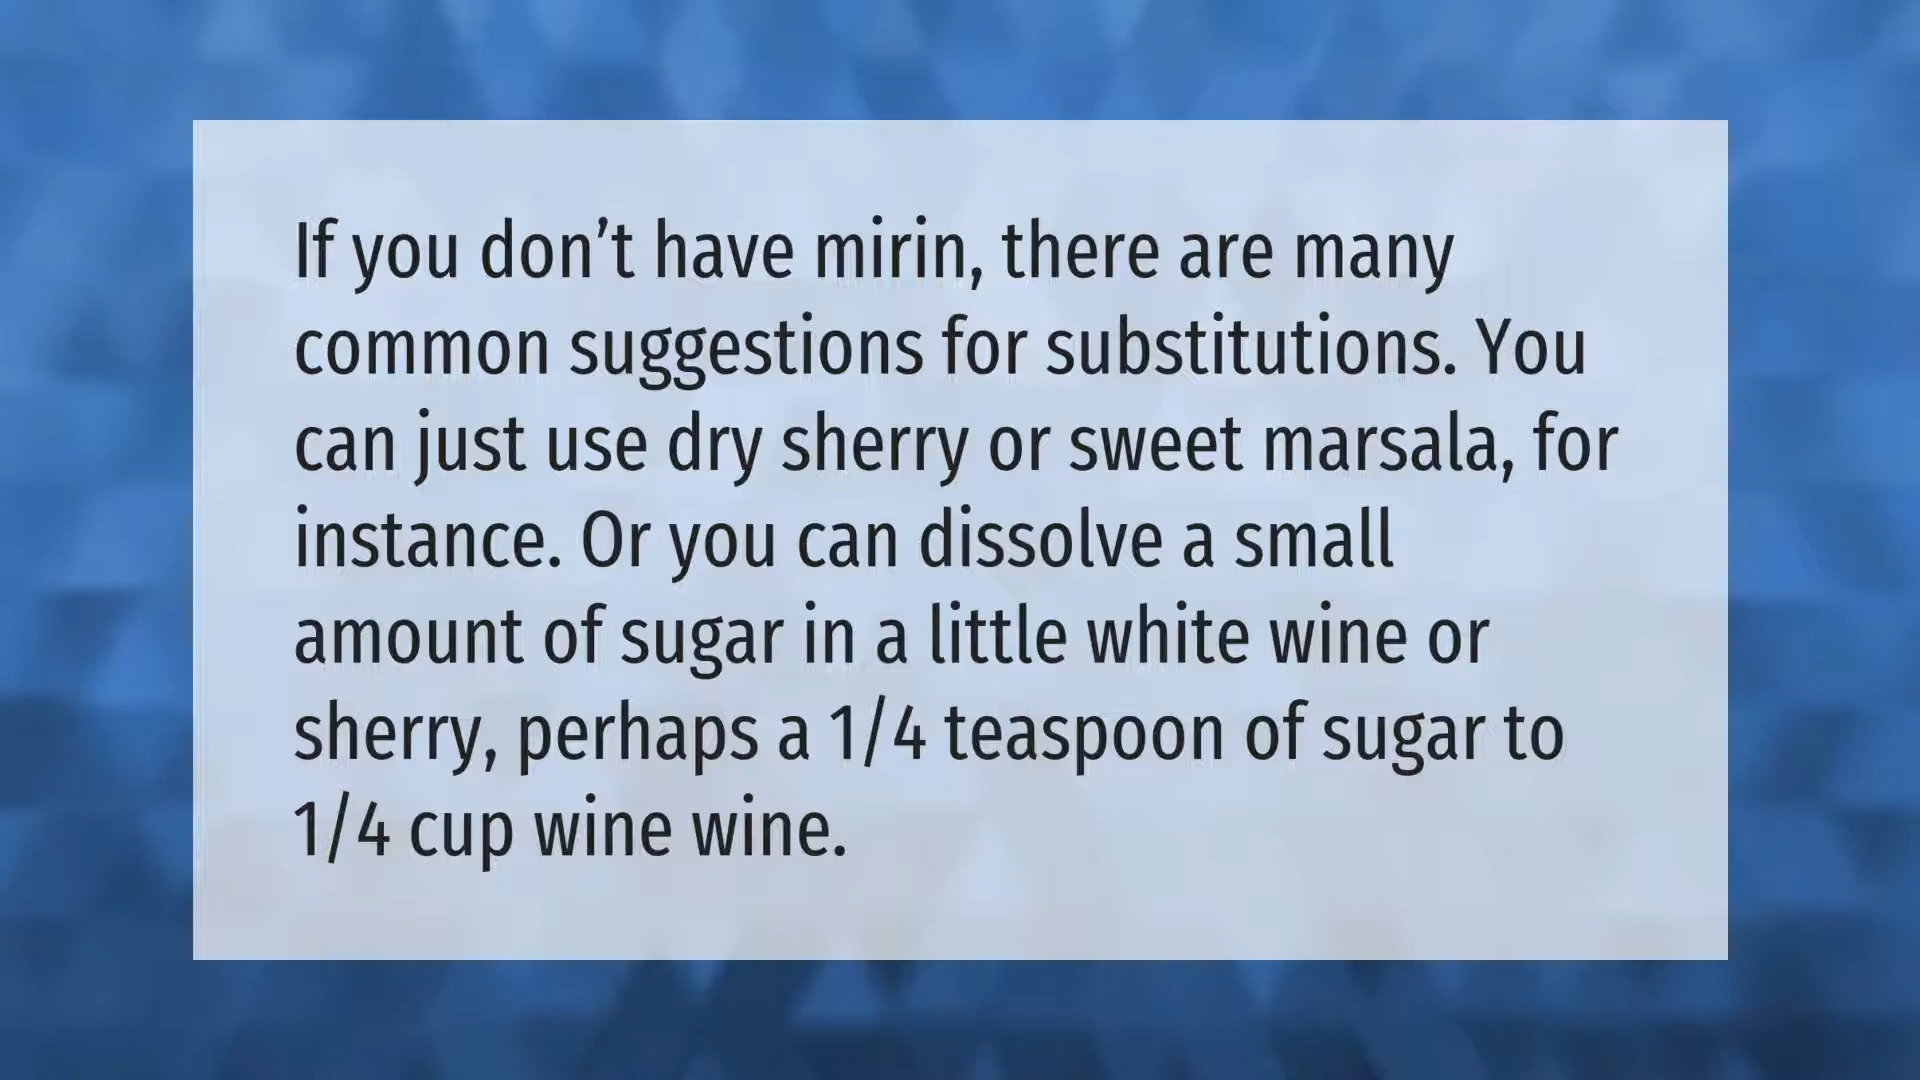 If you don’t have mirin, there are many
common suggestions for substitutions. You
can just use dry sherry or sweet marsala, for
instance. Or you can dissolve a small
amount of sugar in a little white wine or
sherry, perhaps a 1/4 teaspoon of sugar to
1/4 cup wine wine.